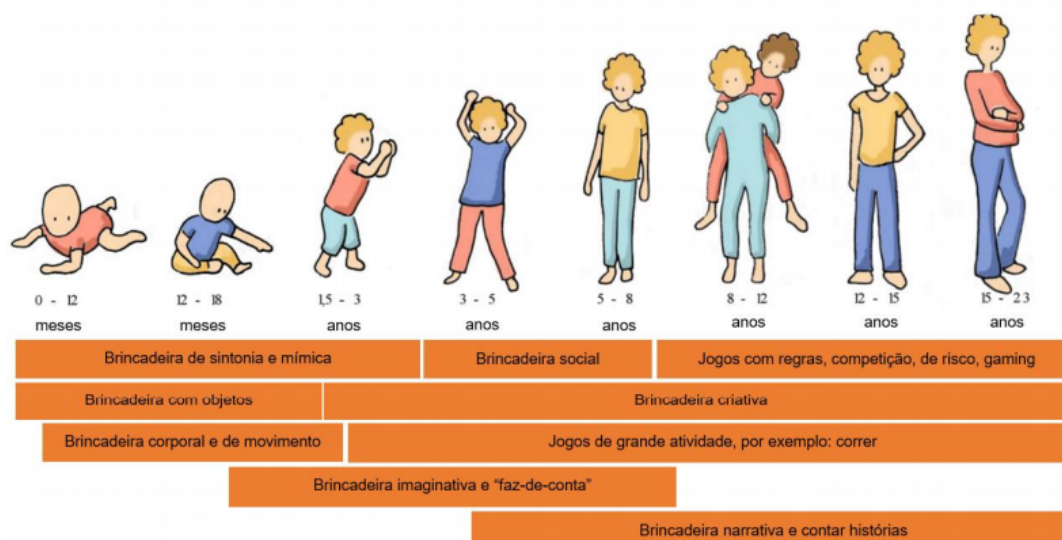 0 - 12 12 - 18 1,5 - 3 3 - 5 5 - 8 8 - 12 12 - 15 15 - 23
meses meses anos anos anos anos anos anos
Brincadeira de sintonia e mímica Brincadeira social Jogos com regras, competição, de risco, gaming
Brincadeira com objetos Brincadeira criativa
Brincadeira corporal e de movimento Jogos de grande atividade, por exemplo: correr
Brincadeira imaginativa e “faz-de-conta”
Brincadeira narrativa e contar histórias